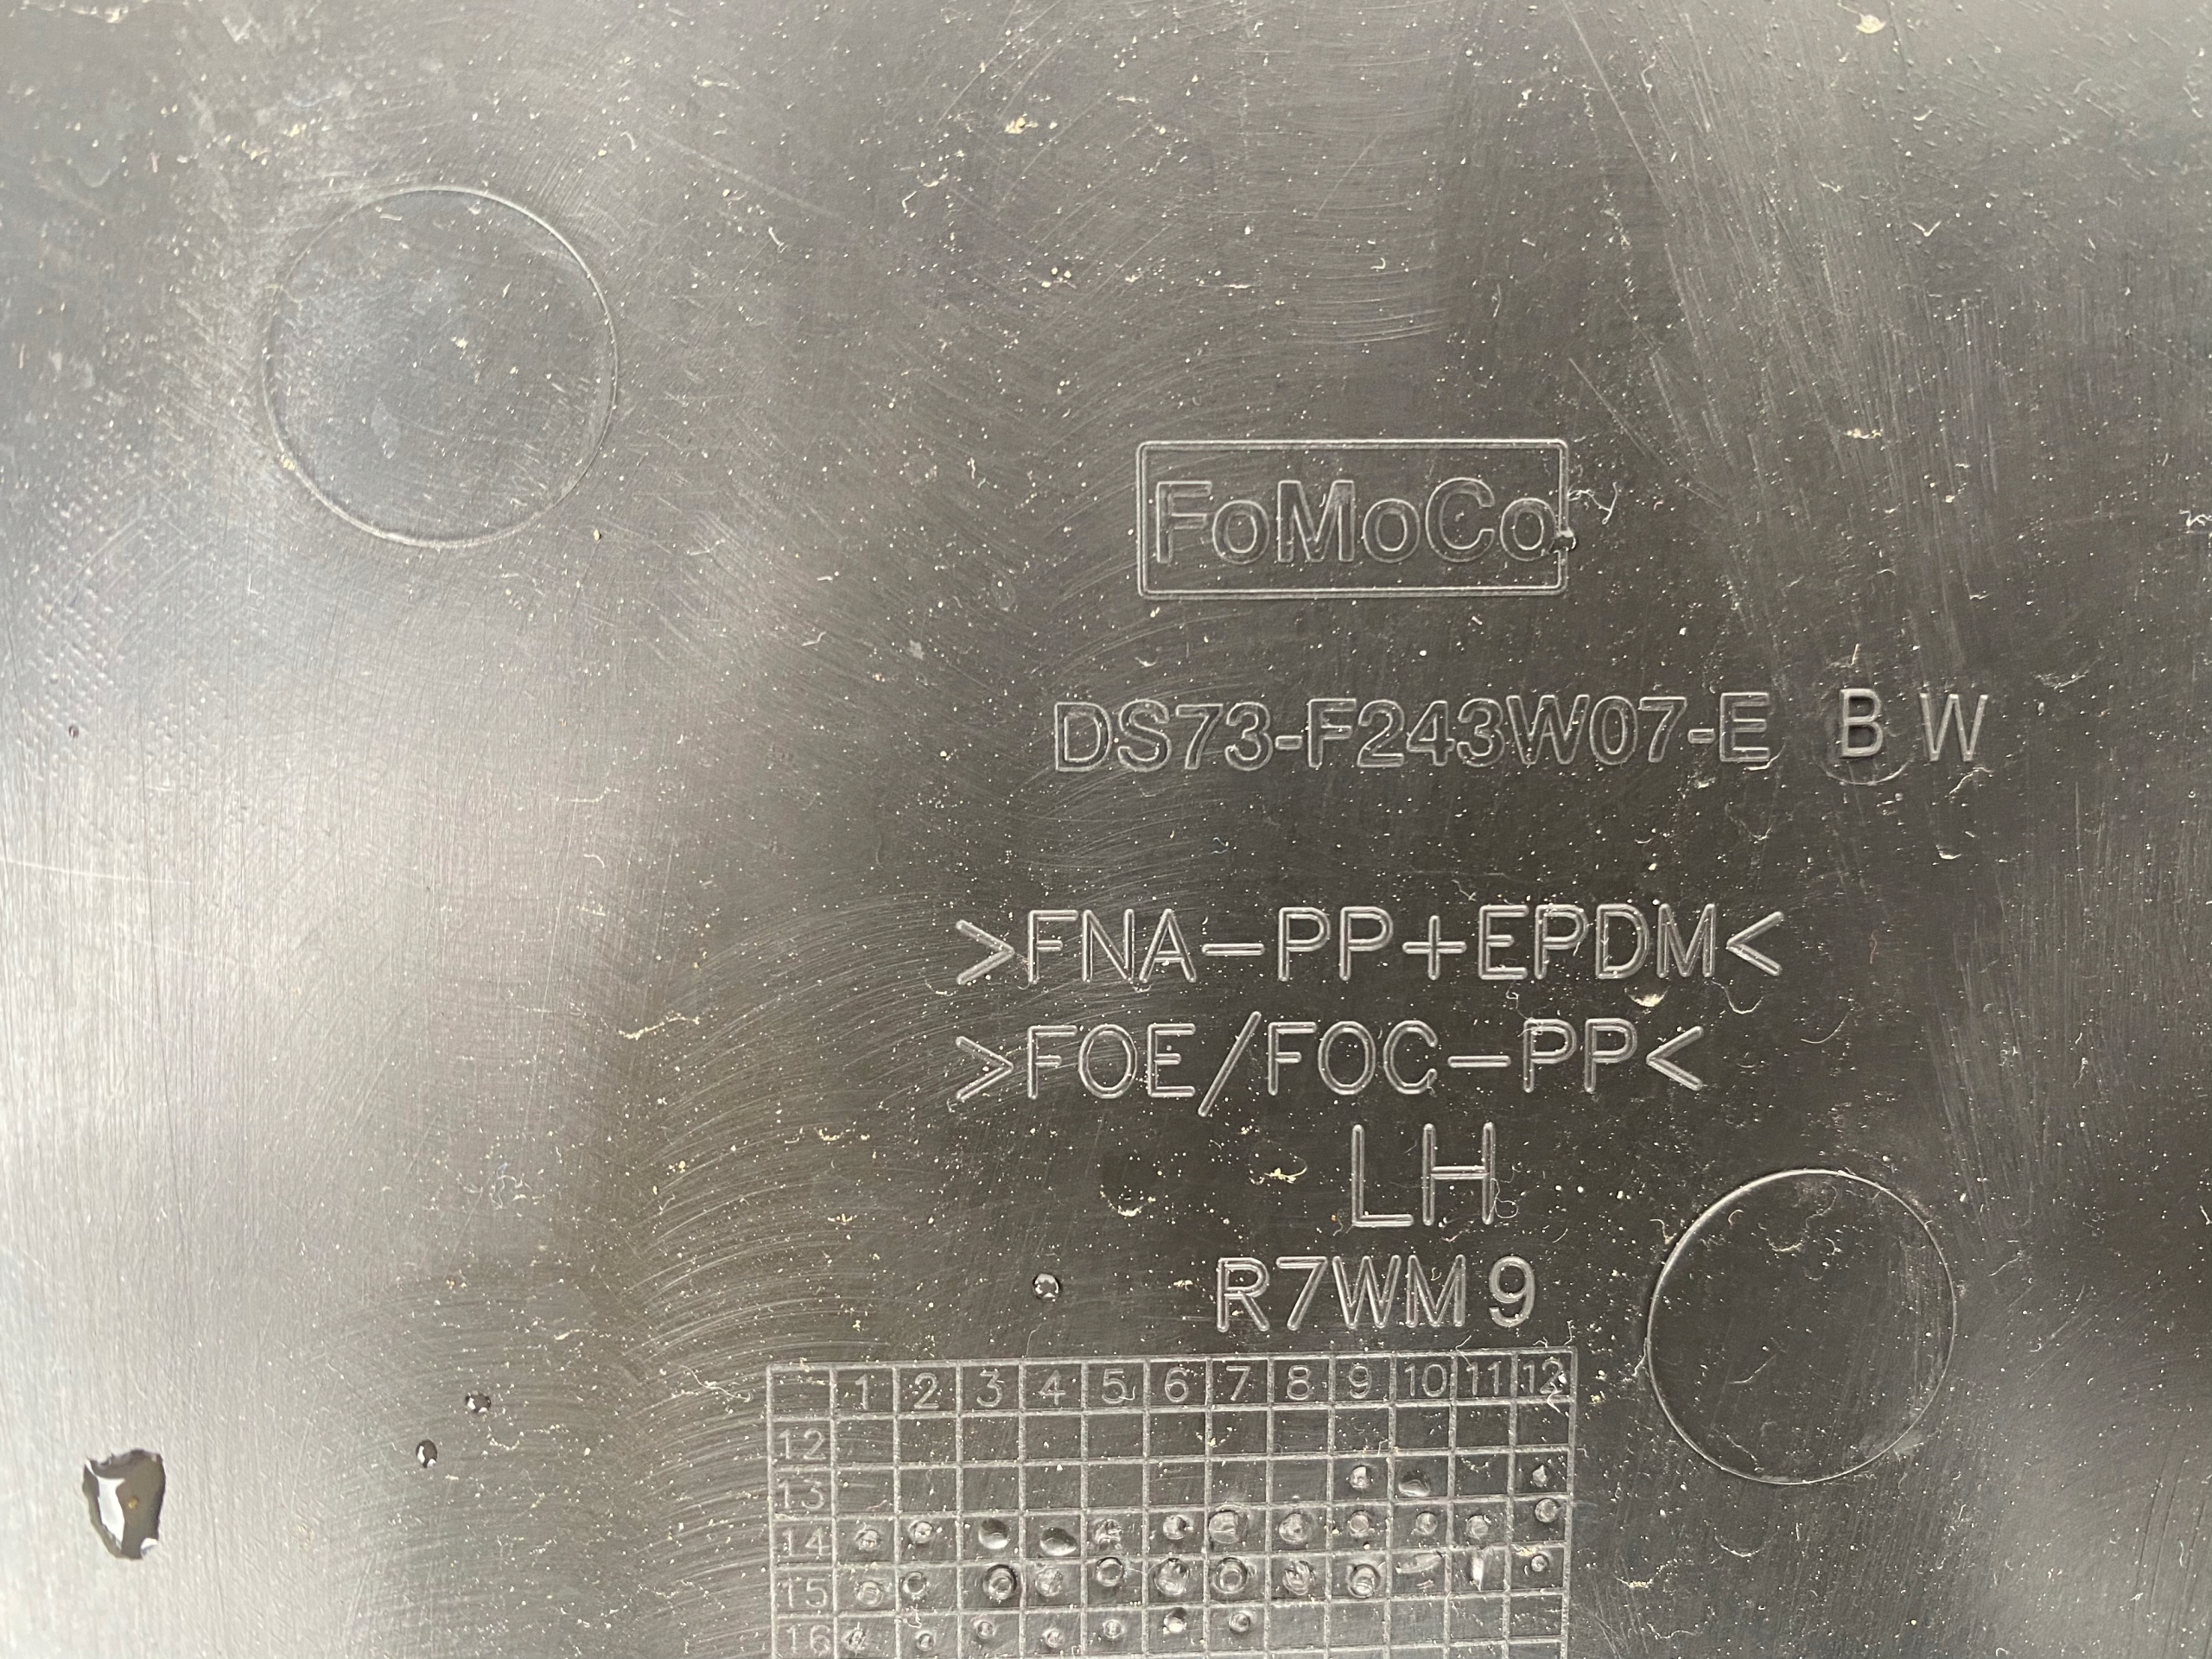 FoMoCo
DS73-F243W07-E B W
>FNA-PP+EPDM<
>FOE/FOC-PP<
LH
R7WM9
1 2 3 4 5 6 7 8 9 10 11 12
12
13
14
15
16